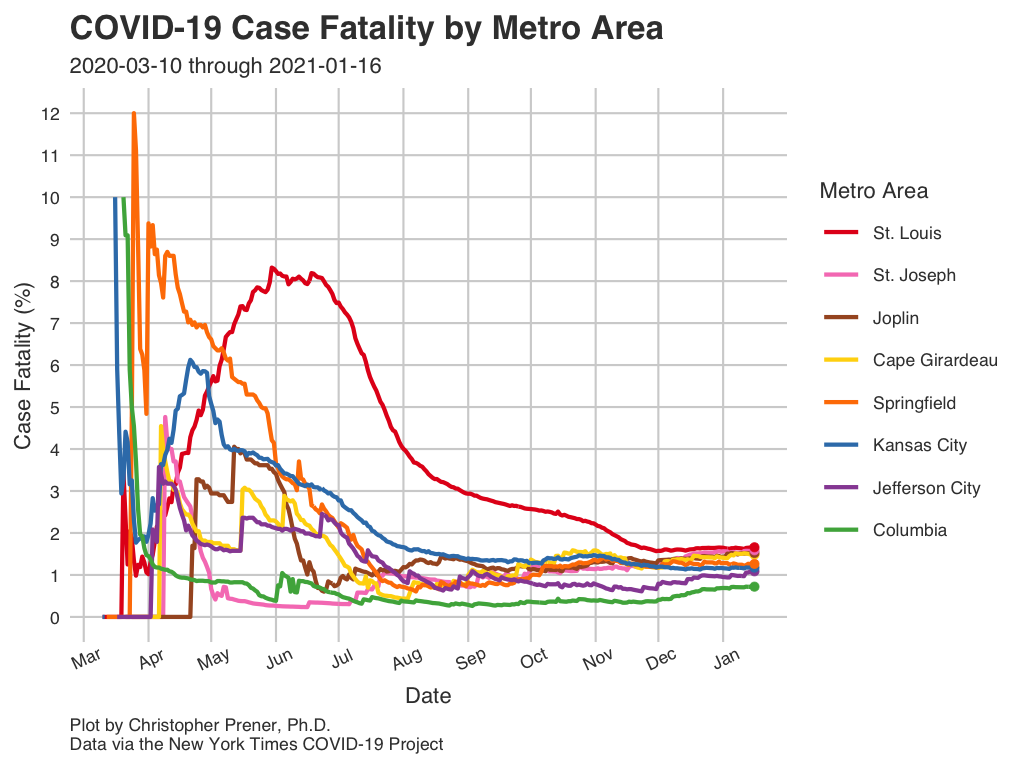 COVID-19 Case Fatality by Metro Area
2020-03-10 through 2021-01-16
Case Fatality (%)
12
11
10
9
8
7
6
5
4
3
2
1
0
Mar
Apr
May
Jun
Jul
Aug
Sep
Oct
Nov
Dec
Jan
Date
Metro Area
St. Louis
St. Joseph
Joplin
Cape Girardeau
Springfield
Kansas City
Jefferson City
Columbia
Plot by Christopher Prener, Ph.D.
Data via the New York Times COVID-19 Project